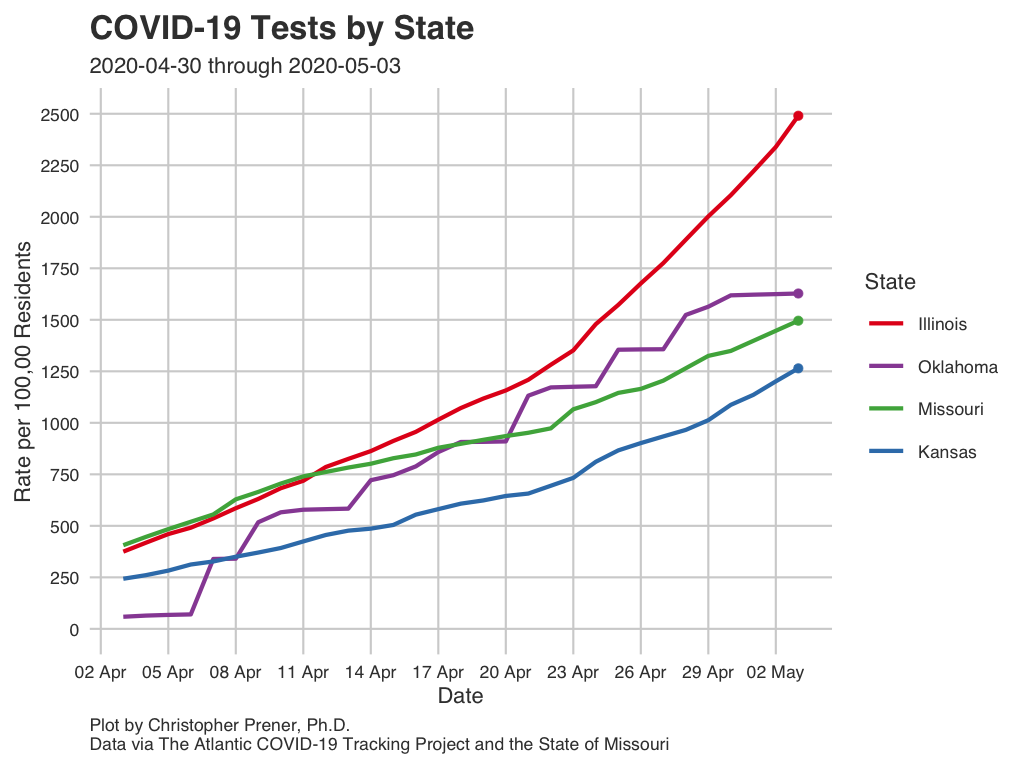 COVID-19 Tests by State
2020-04-30 through 2020-05-03
Rate per 100,00 Residents
2500
2250
2000
1750
1500
1250
1000
750
500
250
0
02 Apr 05 Apr 08 Apr 11 Apr 14 Apr 17 Apr 20 Apr 23 Apr 26 Apr 29 Apr 02 May
Date
State
Illinois
Oklahoma
Missouri
Kansas
Plot by Christopher Prener, Ph.D.
Data via The Atlantic COVID-19 Tracking Project and the State of Missouri